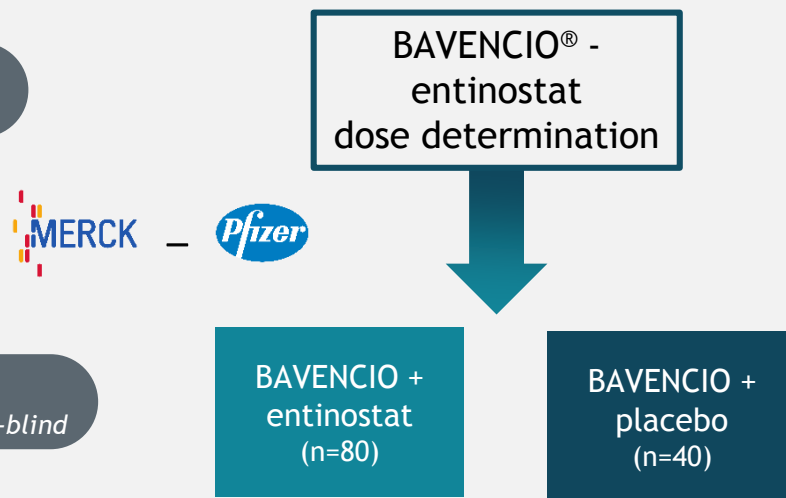 BAVENCIO® -
entinostat
dose determination
MERCK – Pfizer
-blind
BAVENCIO +
entinostat
(n=80)
BAVENCIO +
placebo
(n=40)